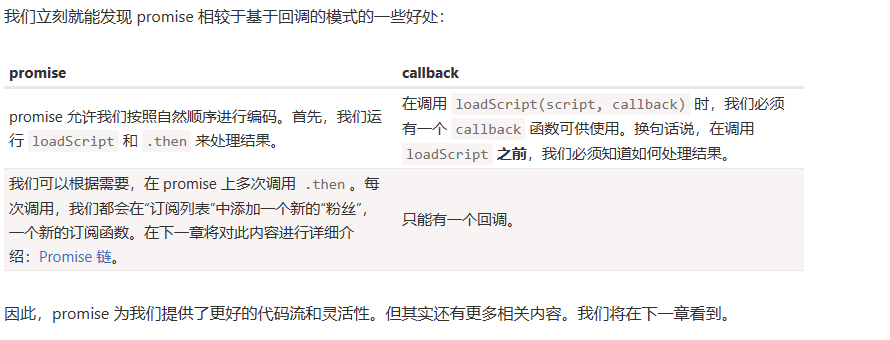 我们立刻就能发现 promise 相较于基于回调的模式的一些好处：
promise
callback
promise 允许我们按照自然顺序进行编码。首先，我们运
行 loadScript 和 .then 来处理结果。
在调用 loadScript(script, callback) 时，我们必须
有一个 callback 函数可供使用。换句话说，在调用
loadScript 之前，我们必须知道如何处理结果。
我们可以根据需要，在 promise 上多次调用 .then 。每
次调用，我们都会在“订阅列表”中添加一个新的“粉丝”，
一个新的订阅函数。在下一章将对此内容进行详细介
绍：Promise 链。
只能有一个回调。
因此，promise 为我们提供了更好的代码流和灵活性。但其实还有更多相关内容。我们将在下一章看到。